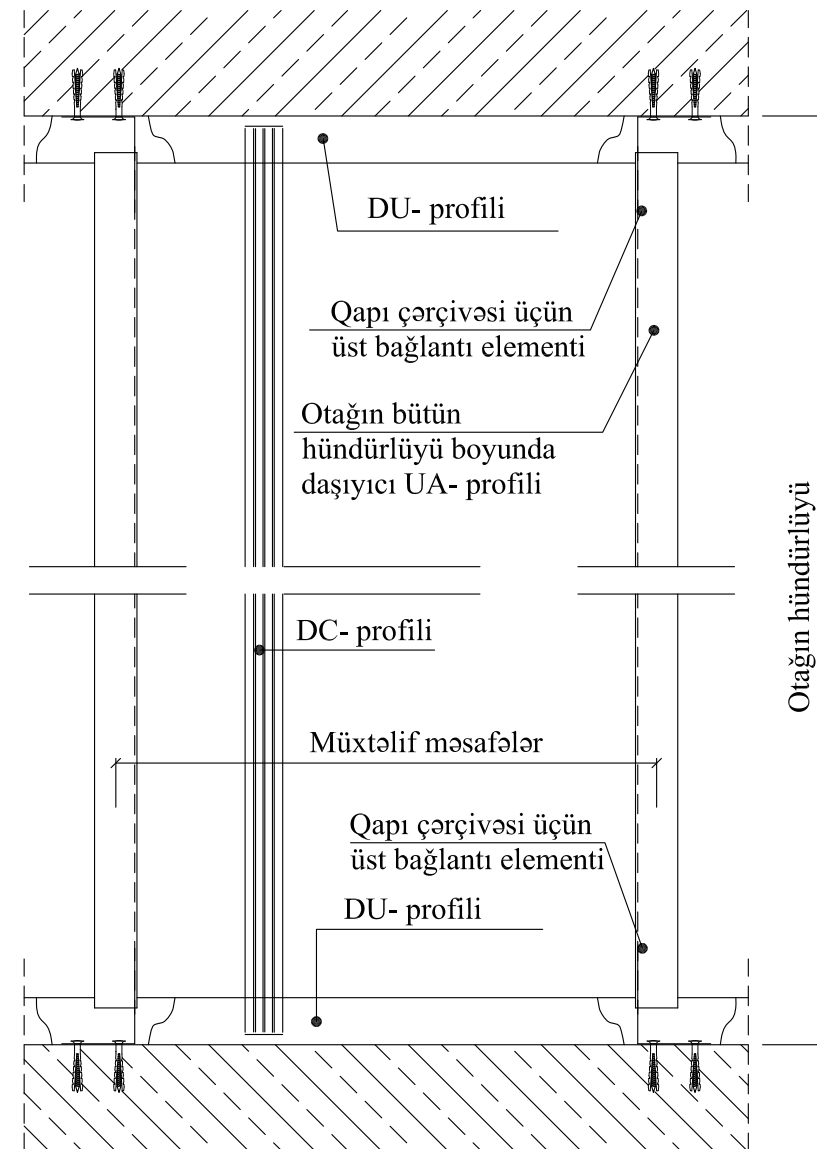 DU- profili
Qapı çərçivəsi üçün
üst bağlantı elementi
Otağın bütün
hündürlüyü boyunda
daşıyıcı UA- profili
Otağın hündürlüyü
DC- profili
Müxtəlif məsafələr
Qapı çərçivəsi üçün
üst bağlantı elementi
DU- profili